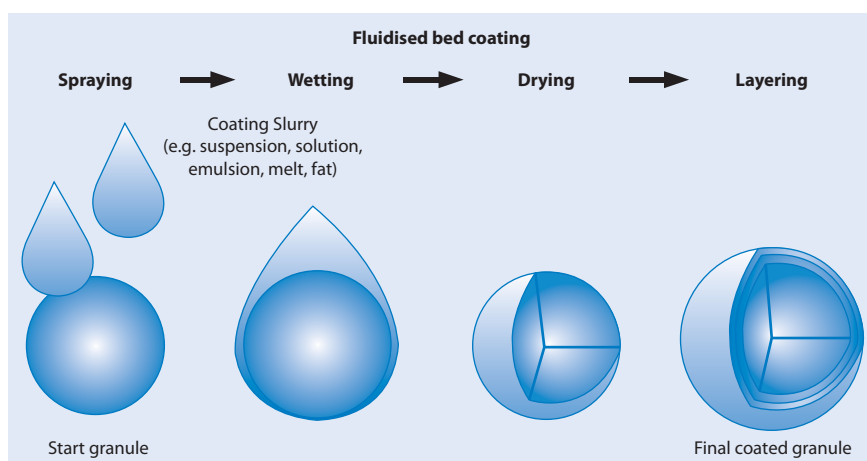 Fluidised bed coating
Spraying
Wetting
Drying
Layering
Coating Slurry
(e.g. suspension, solution,
emulsion, melt, fat)
Start granule
Final coated granule